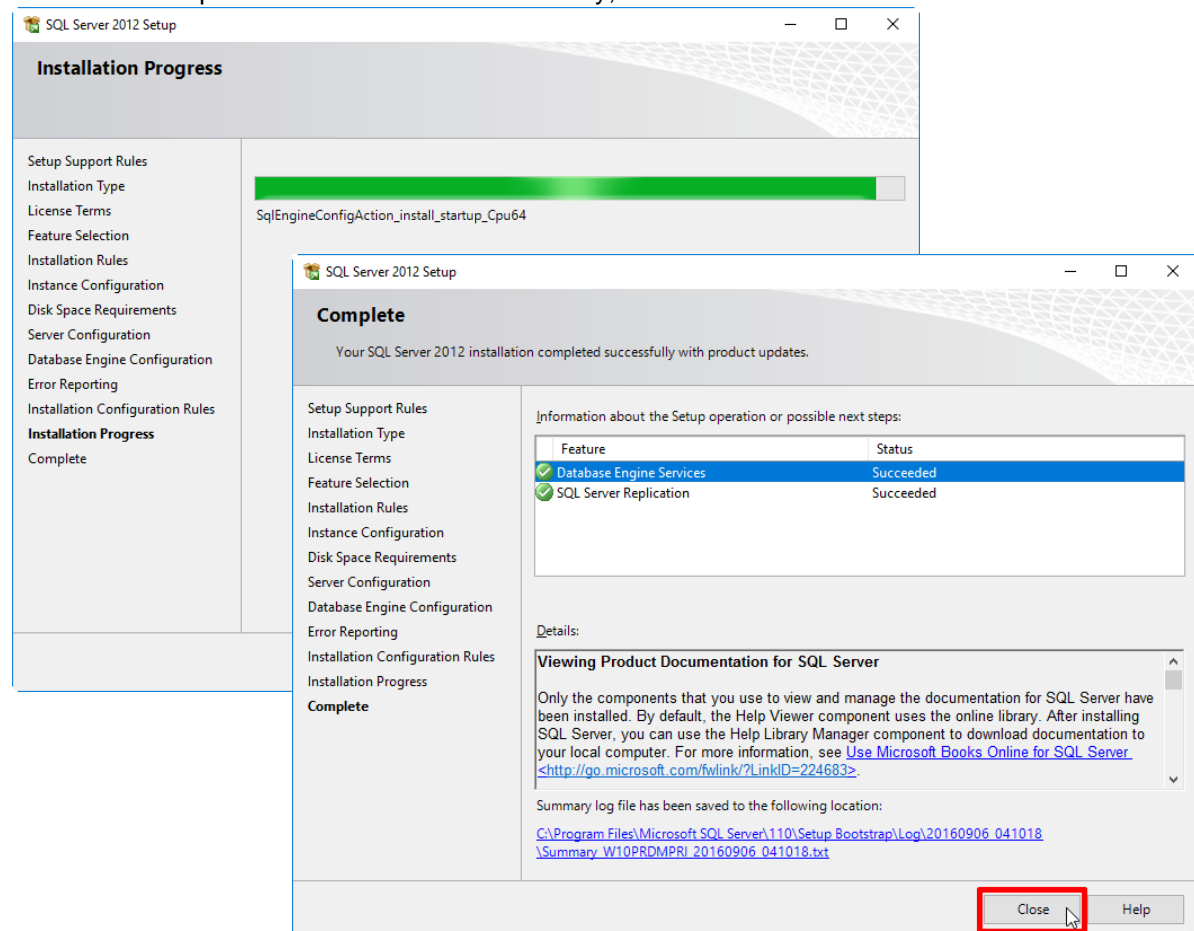 SQL Server 2012 Setup
Installation Progress
Setup Support Rules
Installation Type
License Terms
Feature Selection
Installation Rules
Instance Configuration
Disk Space Requirements
Server Configuration
Database Engine Configuration
Error Reporting
Installation Configuration Rules
Installation Progress
Complete
SqlEngineConfigAction_install_startup_Cpu64
SQL Server 2012 Setup
Complete
Your SQL Server 2012 installation completed successfully with product updates.
Setup Support Rules
Installation Type
License Terms
Feature Selection
Installation Rules
Instance Configuration
Disk Space Requirements
Server Configuration
Database Engine Configuration
Error Reporting
Installation Configuration Rules
Installation Progress
Complete
Information about the Setup operation or possible next steps:
Feature Status
Database Engine Services Succeeded
SQL Server Replication Succeeded
Details:
Viewing Product Documentation for SQL Server
Only the components that you use to view and manage the documentation for SQL Server have
been installed. By default, the Help Viewer component uses the online library. After installing
SQL Server, you can use the Help Library Manager component to download documentation to
your local computer. For more information, see Use Microsoft Books Online for SQL Server
<http://go.microsoft.com/fwlink/?LinkID=224683>.
Summary log file has been saved to the following location:
C:\Program Files\Microsoft SQL Server\110\Setup Bootstrap\Log\20160906_041018
\Summary_W10PRDMPRI_20160906_041018.txt
Close Help